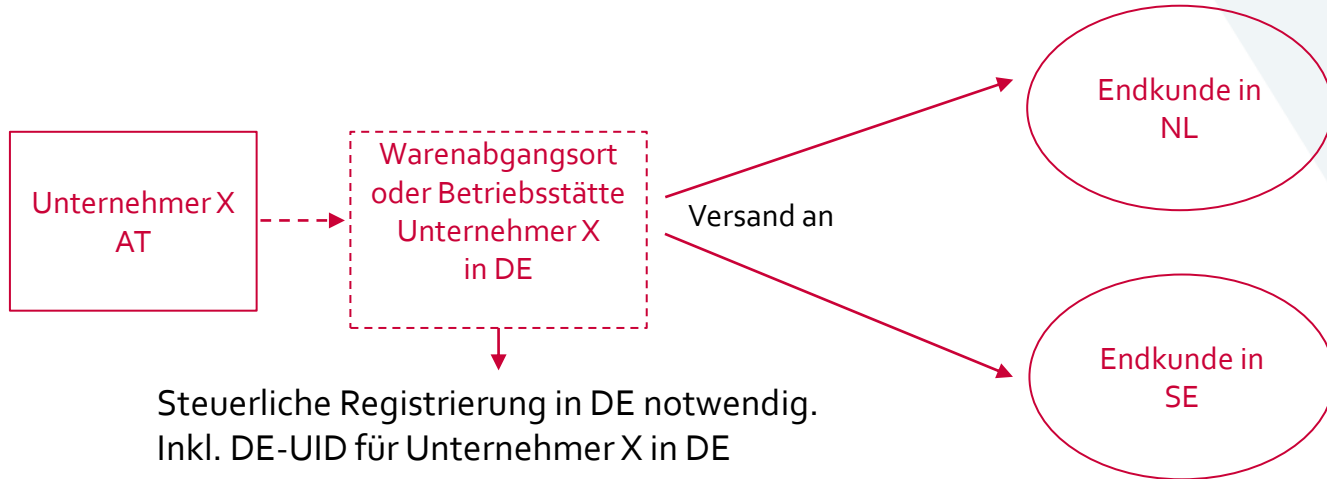 Unternehmer X
AT
Warenabgangsort
oder Betriebsstätte
Unternehmer X
in DE
Versand an
Endkunde in
NL
Endkunde in
SE
Steuerliche Registrierung in DE notwendig.
Inkl. DE-UID für Unternehmer X in DE